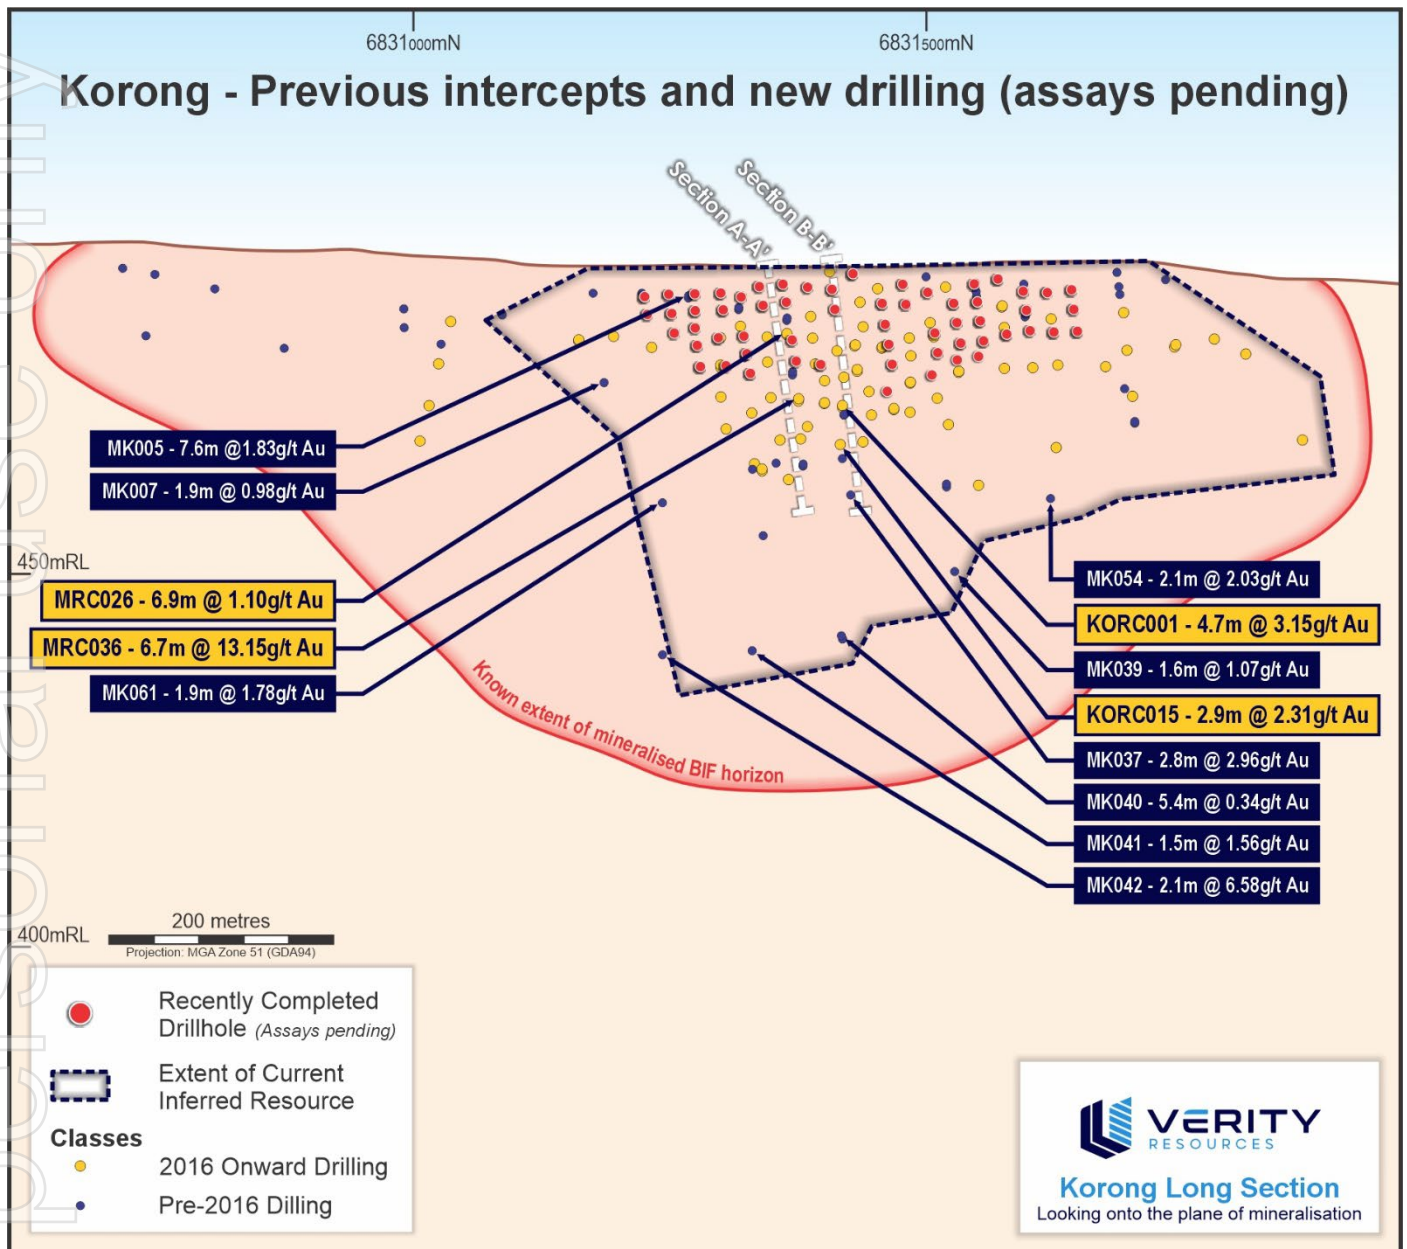 6831000mN
6831500mN
Korong - Previous intercepts and new drilling (assays pending)
Section A-A'
Section B-B'
MK005 - 7.6m @1.83g/t Au
MK007 - 1.9m @ 0.98g/t Au
450mRL
MRC026 - 6.9m @ 1.10g/t Au
MRC036 - 6.7m @ 13.15g/t Au
MK061 - 1.9m @ 1.78g/t Au
MK054 - 2.1m @ 2.03g/t Au
KORC001 - 4.7m @ 3.15g/t Au
MK039 - 1.6m @ 1.07g/t Au
KORC015 - 2.9m @ 2.31g/t Au
MK037 - 2.8m @ 2.96g/t Au
MK040 - 5.4m @ 0.34g/t Au
MK041 - 1.5m @ 1.56g/t Au
MK042 - 2.1m @ 6.58g/t Au
Known extent of mineralised BIF horizon
400mRL
200 metres
Projection: MGA Zone 51 (GDA94)
Recently Completed
Drillhole (Assays pending)
Extent of Current
Inferred Resource
Classes
2016 Onward Drilling
Pre-2016 Dilling
VERITY
RESOURCES
Korong Long Section
Looking onto the plane of mineralisation
personal use only